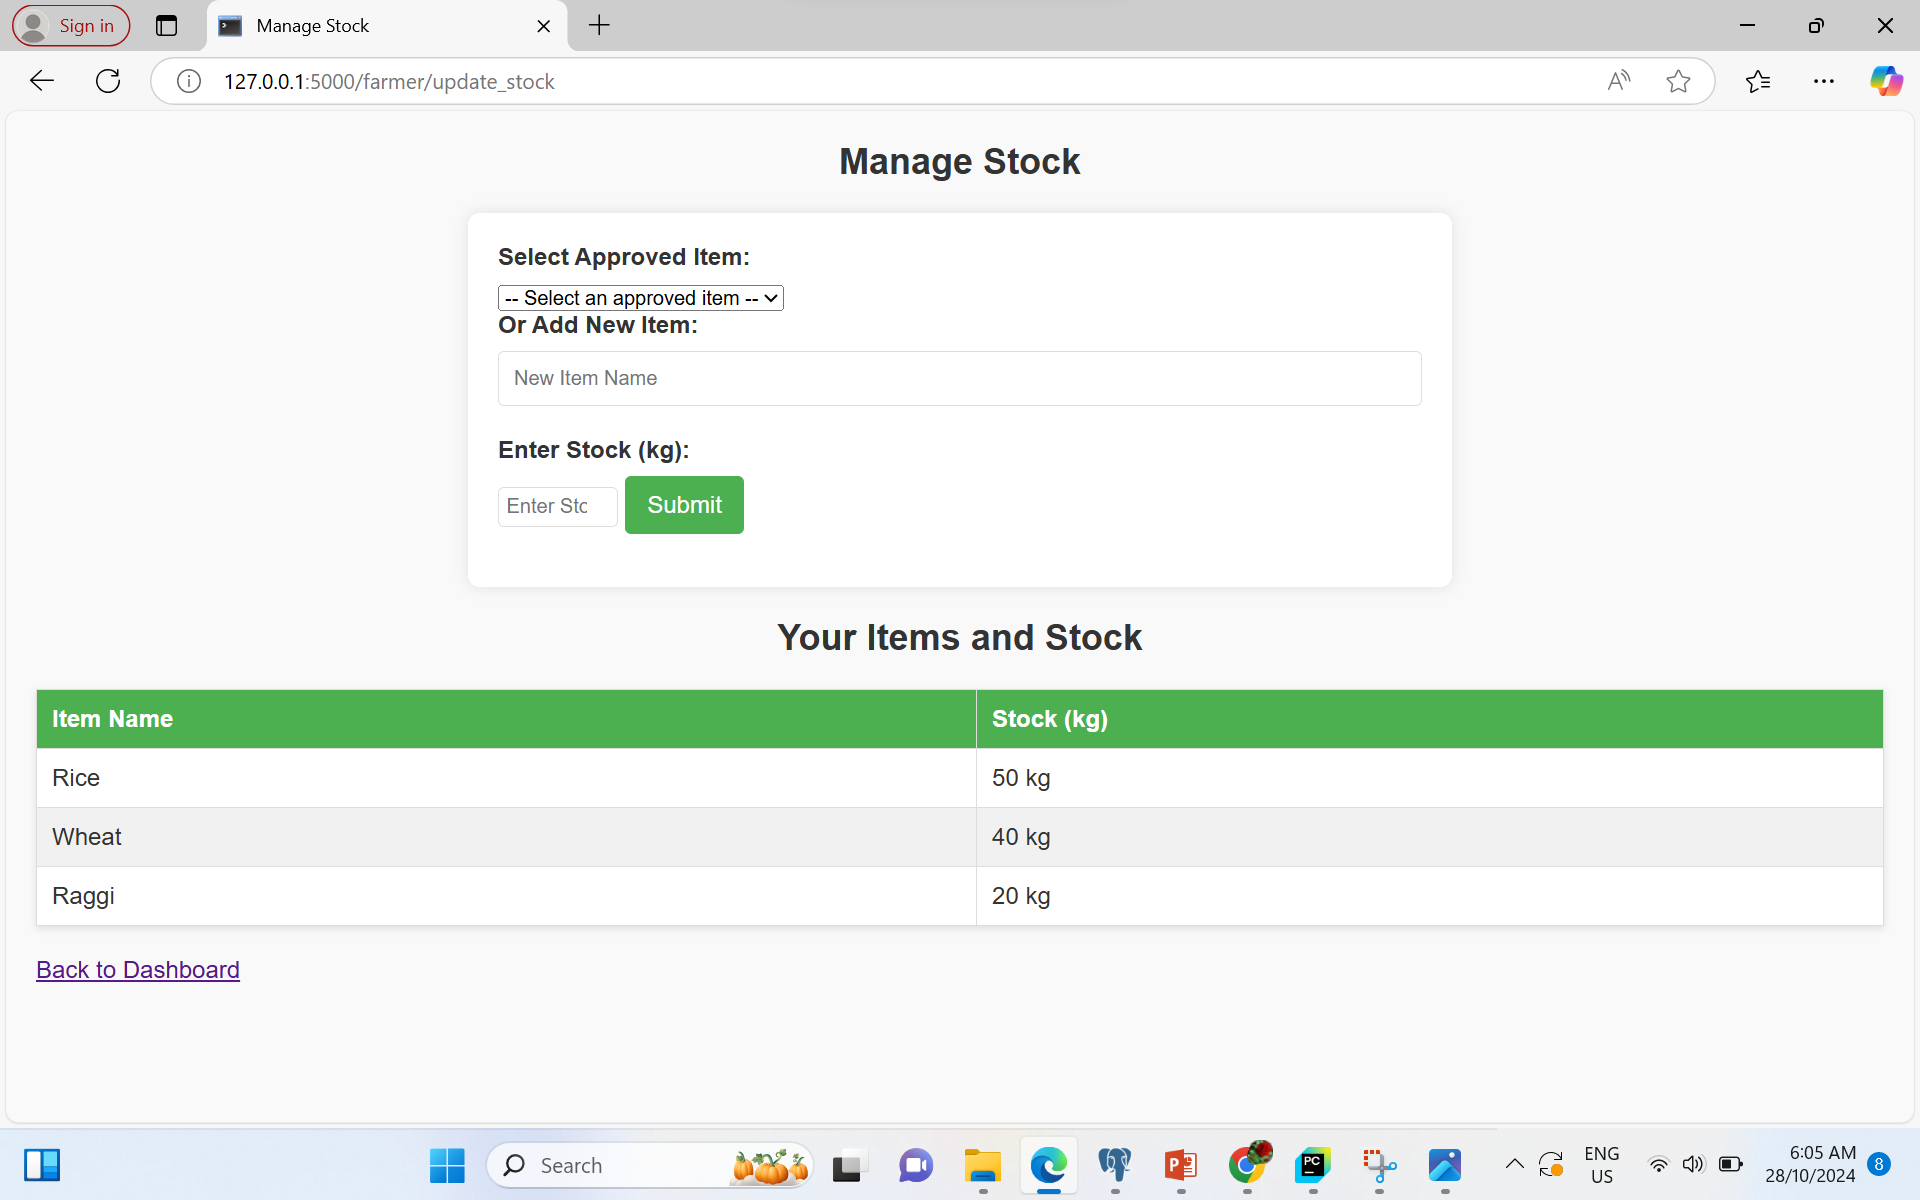 Sign in
Manage Stock
127.0.0.1:5000/farmer/update_stock
Manage Stock
Select Approved Item:
-- Select an approved item --
Or Add New Item:
New Item Name
Enter Stock (kg):
Enter Stc
Submit
Your Items and Stock
Item Name Stock (kg)
Rice 50 kg
Wheat 40 kg
Raggi 20 kg
Back to Dashboard
Search
PC
ENG
US
6:05 AM
28/10/2024
8